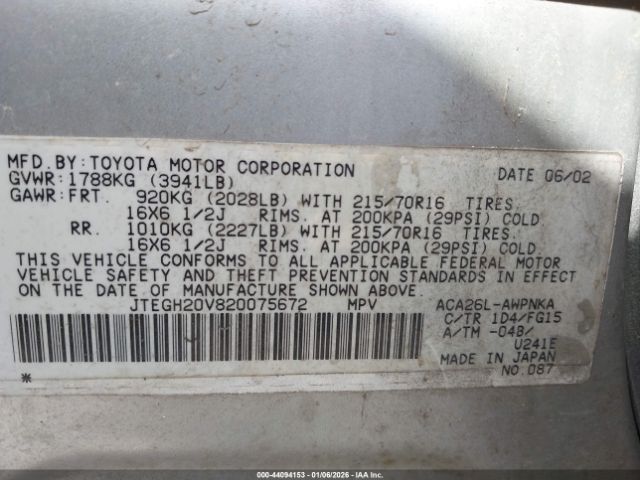 MFD.BY:TOYOTA MOTOR CORPORATION DATE 06/02
GVWR:1788KG (3941LB)
GAWR:FRT. 920KG (2028LB) WITH 215/70R16 TIRES.
16X6 1/2J RIMS. AT 200KPA (29PSI) COLD
RR. 1010KG (2227LB) WITH 215/70R16 TIRES.
16X6 1/2J RIMS. AT 200KPA (29PSI) COLD.
THIS VEHICLE CONFORMS TO ALL APPLICABLE FEDERAL MOTOR
VEHICLE SAFETY AND THEFT PREVENTION STANDARDS IN EFFECT
ON THE DATE OF MANUFACTURE SHOWN ABOVE.
JTEGH20V820075672 MPV ACA26L-AWPNKA
C/TR 1D4/FG15
A/TM -04B/
U241E
MADE IN JAPAN
* NO.087
000-44094153 - 01/06/2026 - IAA Inc.